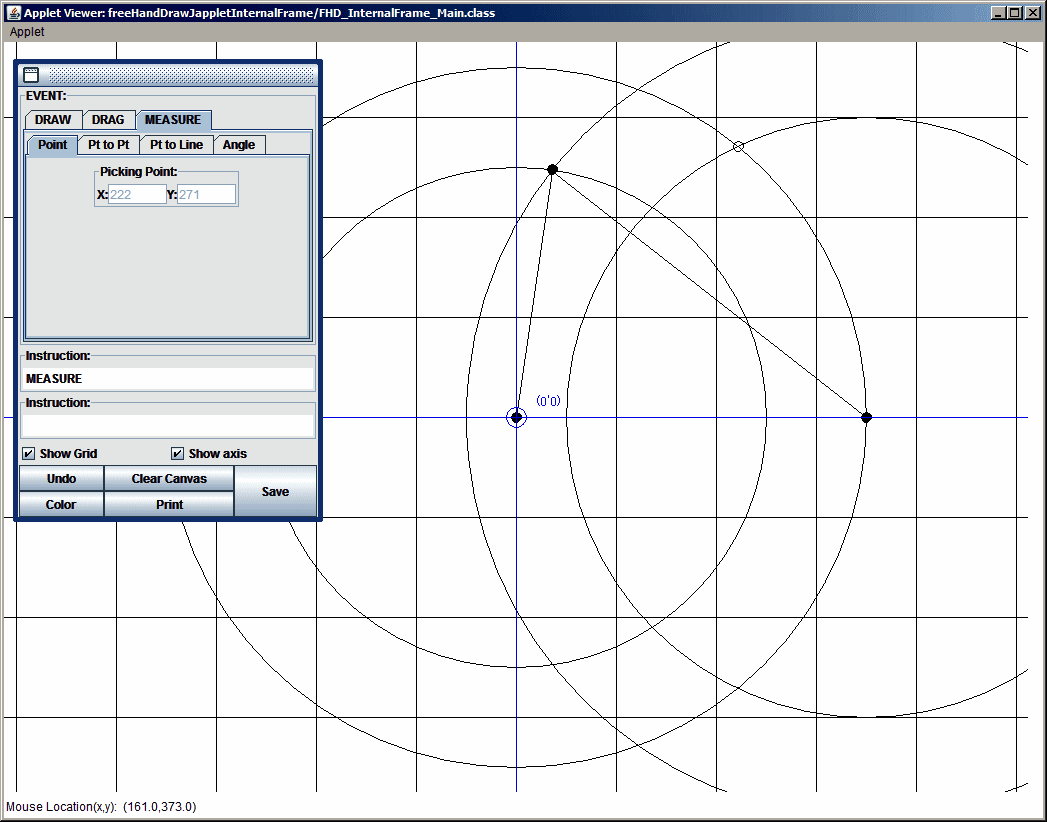 Applet Viewer: freeHandDrawJappletInternalFrame/FHD_InternalFrame_Main.class
Applet
EVENT:
DRAW DRAG MEASURE
Point Pt to Pt Pt to Line Angle
Picking Point:
X: 222 Y: 271
Instruction:
MEASURE
Instruction:
(0'0)
Show Grid Show axis
Undo Clear Canvas Save
Color Print
Mouse Location(x,y): (161.0,373.0)